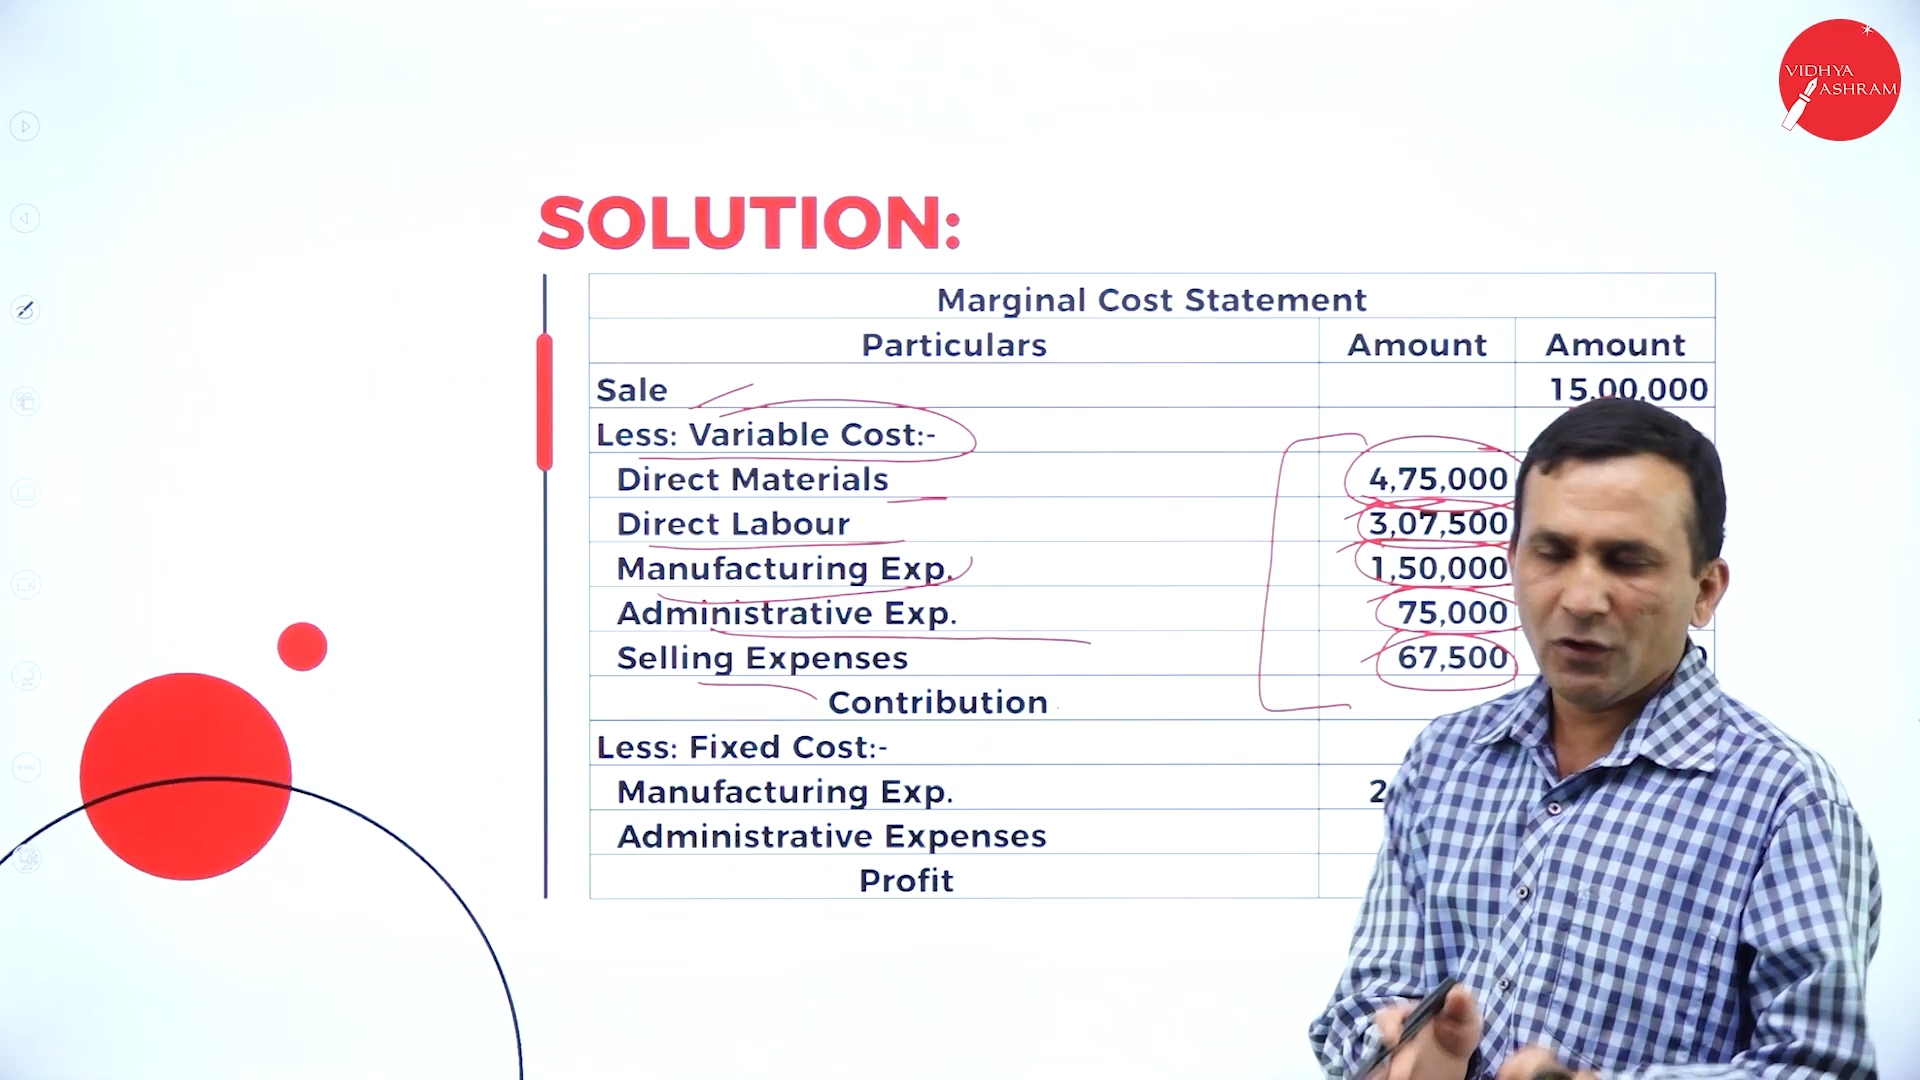 VIDHYA
ASHRAM
SOLUTION:
Marginal Cost Statement
Particulars Amount Amount
Sale 15,00,000
Less: Variable Cost:-
Direct Materials 4,75,000
Direct Labour 3,07,500
Manufacturing Exp. 1,50,000
Administrative Exp. 75,000
Selling Expenses 67,500
Contribution
Less: Fixed Cost:-
Manufacturing Exp.
Administrative Expenses
Profit